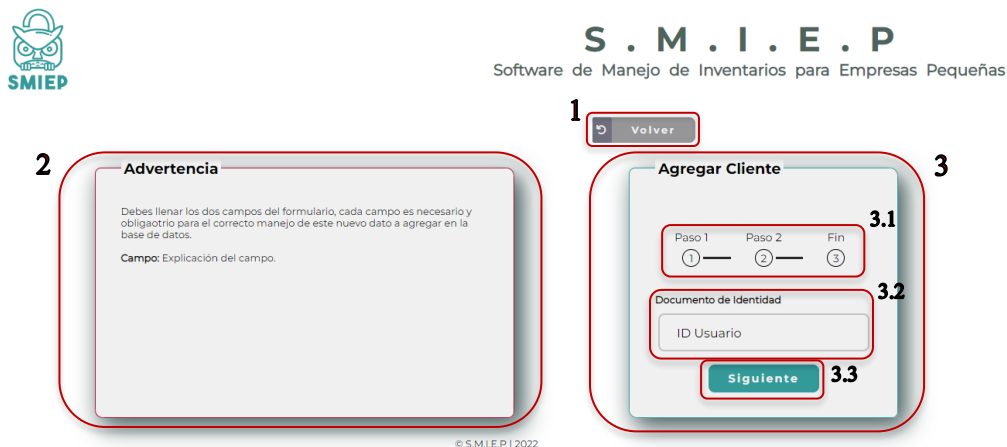 SMIEP
S . M . I . E . P
Software de Manejo de Inventarios para Empresas Pequeñas
1
Volver
2
Advertencia
Debes llenar los dos campos del formulario, cada campo es necesario y
obligaotrio para el correcto manejo de este nuevo dato a agregar en la
base de datos.
Campo: Explicación del campo.
3
Agregar Cliente
3.1
Paso 1 Paso 2 Fin
1 2 3
3.2
Documento de Identidad
ID Usuario
Siguiente
3.3
© S.M.I.E.P | 2022